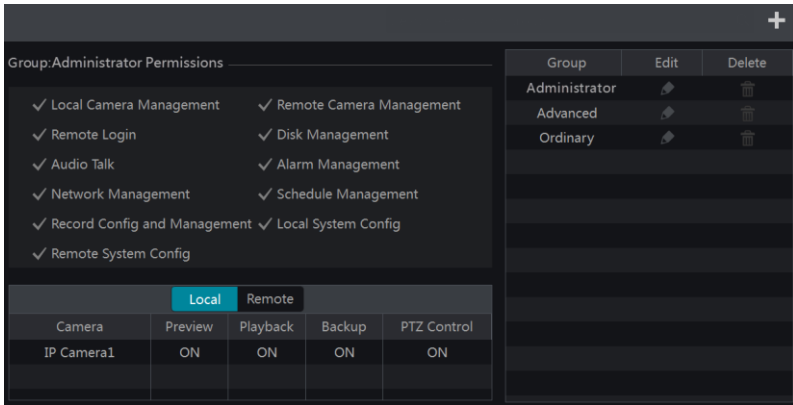 Group:Administrator Permissions
Local Camera Management Remote Camera Management
Remote Login Disk Management
Audio Talk Alarm Management
Network Management Schedule Management
Record Config and Management Local System Config
Remote System Config
Local Remote
Camera Preview Playback Backup PTZ Control
IP Camera1 ON ON ON ON
Group Edit Delete
Administrator
Advanced
Ordinary